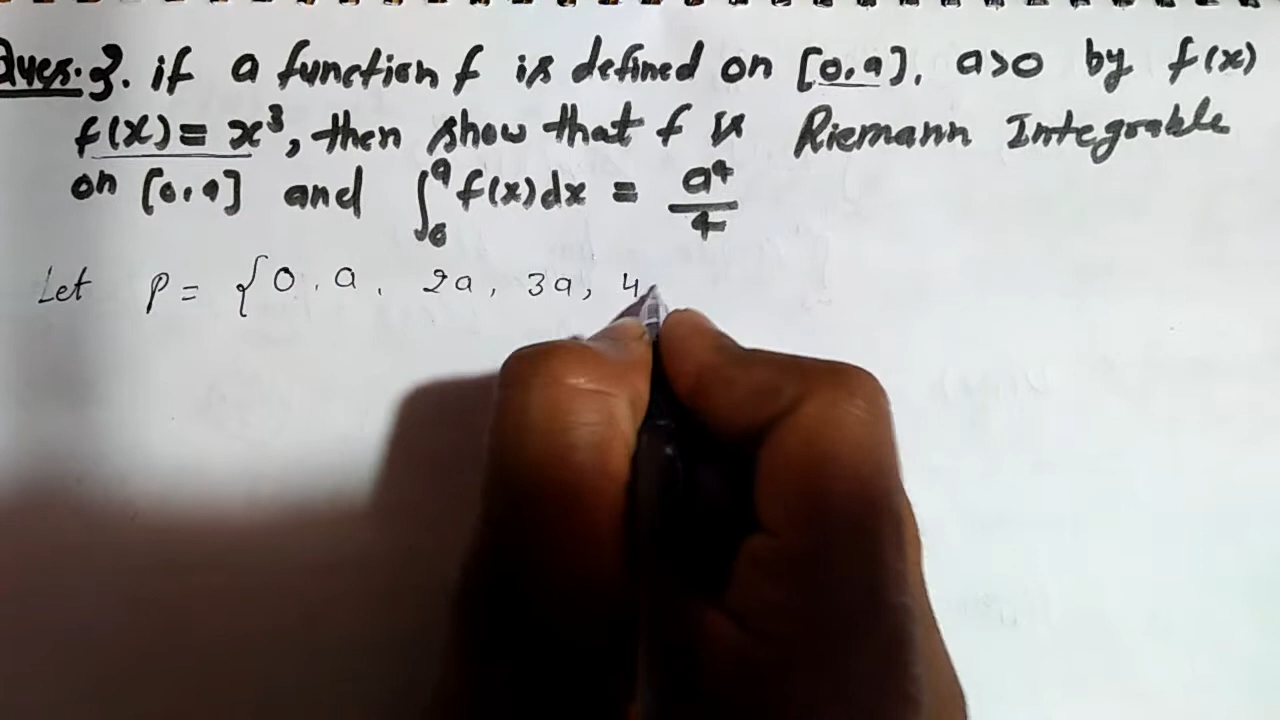 Ques. 3. if a function f is defined on [0,a], a>0 by f(x)
f(x) = x³, then show that f is Riemann Integrable
on [0,a] and ∫₀ᵃ f(x)dx = a⁴/4
Let P = { 0, a, 2a, 3a, 4